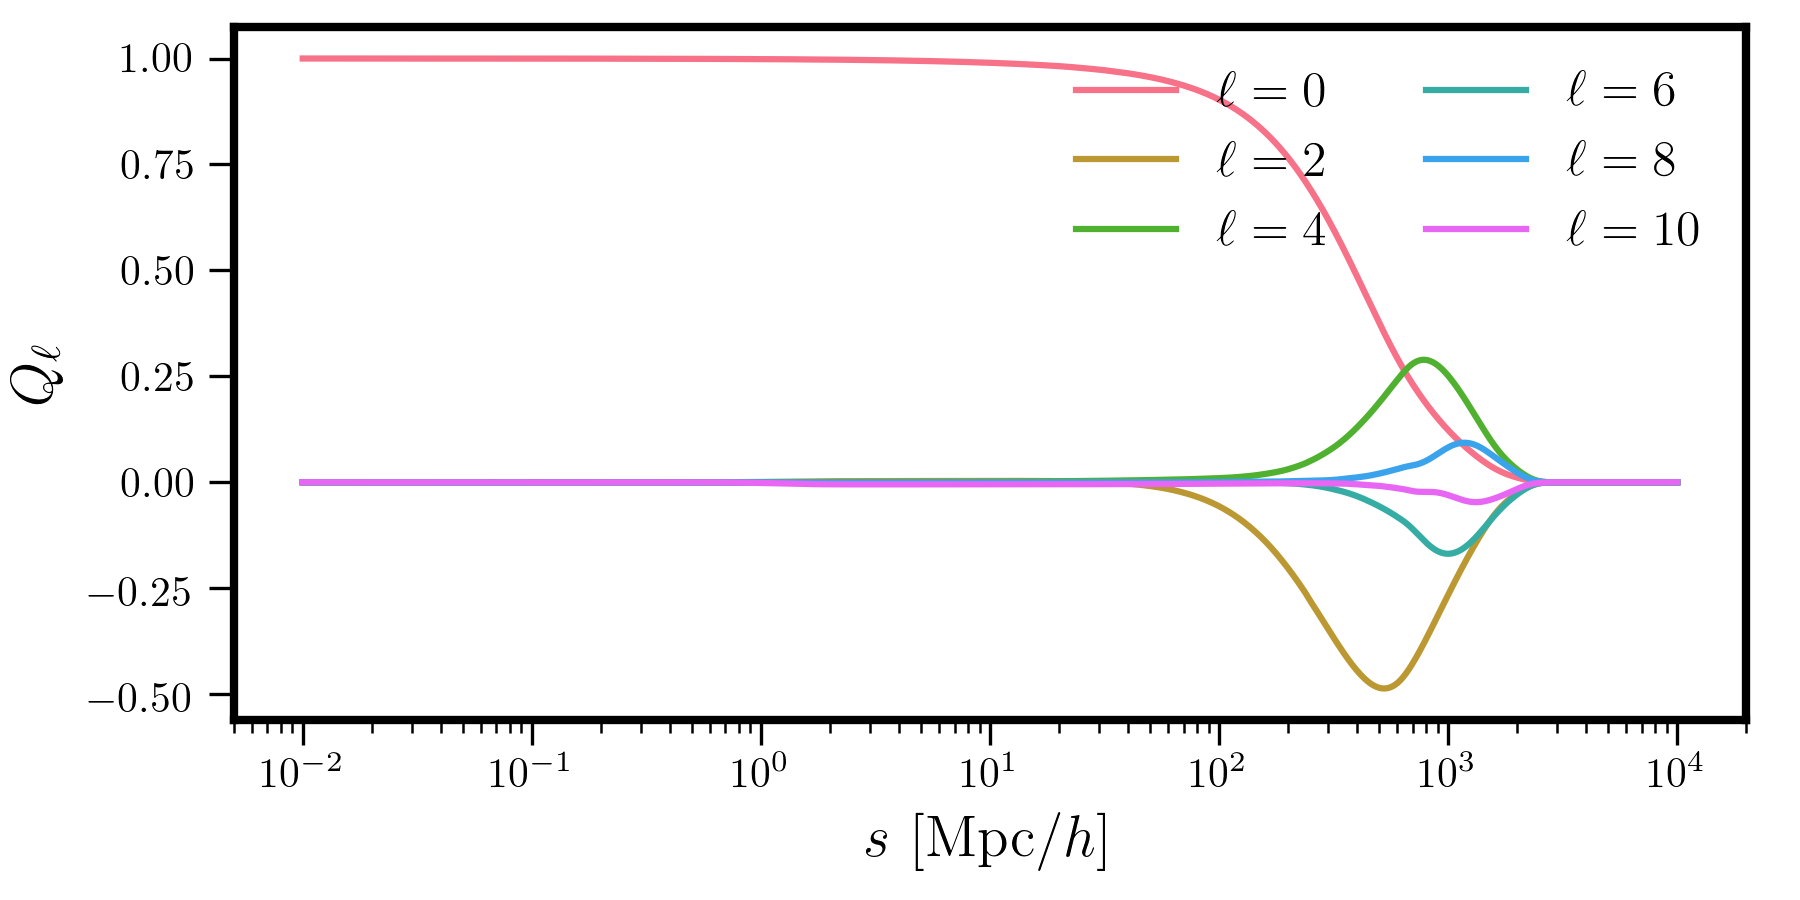 1.00
0.75
0.50
0.25
0.00
−0.25
−0.50
Qℓ
ℓ = 0
ℓ = 2
ℓ = 4
ℓ = 6
ℓ = 8
ℓ = 10
10⁻² 10⁻¹ 10⁰ 10¹ 10² 10³ 10⁴
s [Mpc/h]